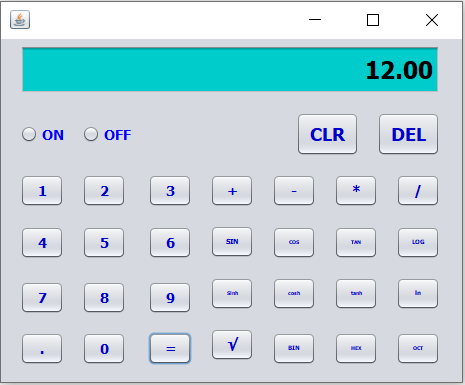 12.00
ON OFF CLR DEL
1 2 3 + - * /
4 5 6 SIN COS TAN LOG
7 8 9 Sinh cosh tanh ln
. 0 = √ BIN HEX OCT